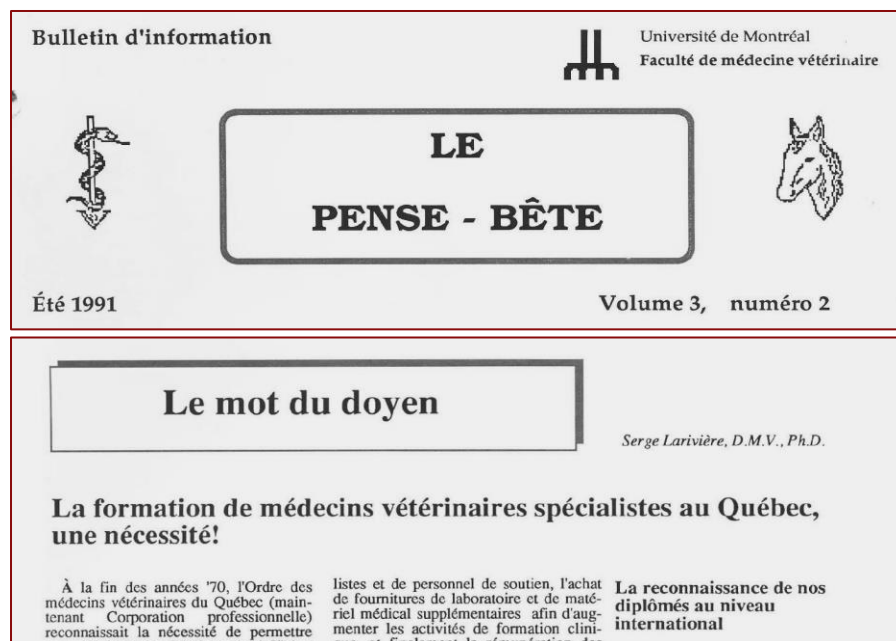 Bulletin d'information
Université de Montréal
Faculté de médecine vétérinaire
LE
PENSE - BÊTE
Été 1991
Volume 3, numéro 2
Le mot du doyen
Serge Larivière, D.M.V., Ph.D.
La formation de médecins vétérinaires spécialistes au Québec,
une nécessité!
À la fin des années '70, l'Ordre des
médecins vétérinaires du Québec (main-
tenant Corporation professionnelle)
reconnaissait la nécessité de permettre
listes et de personnel de soutien, l'achat
de fournitures de laboratoire et de maté-
riel médical supplémentaires afin d'aug-
menter les activités de formation clini-
La reconnaissance de nos
diplômés au niveau
international